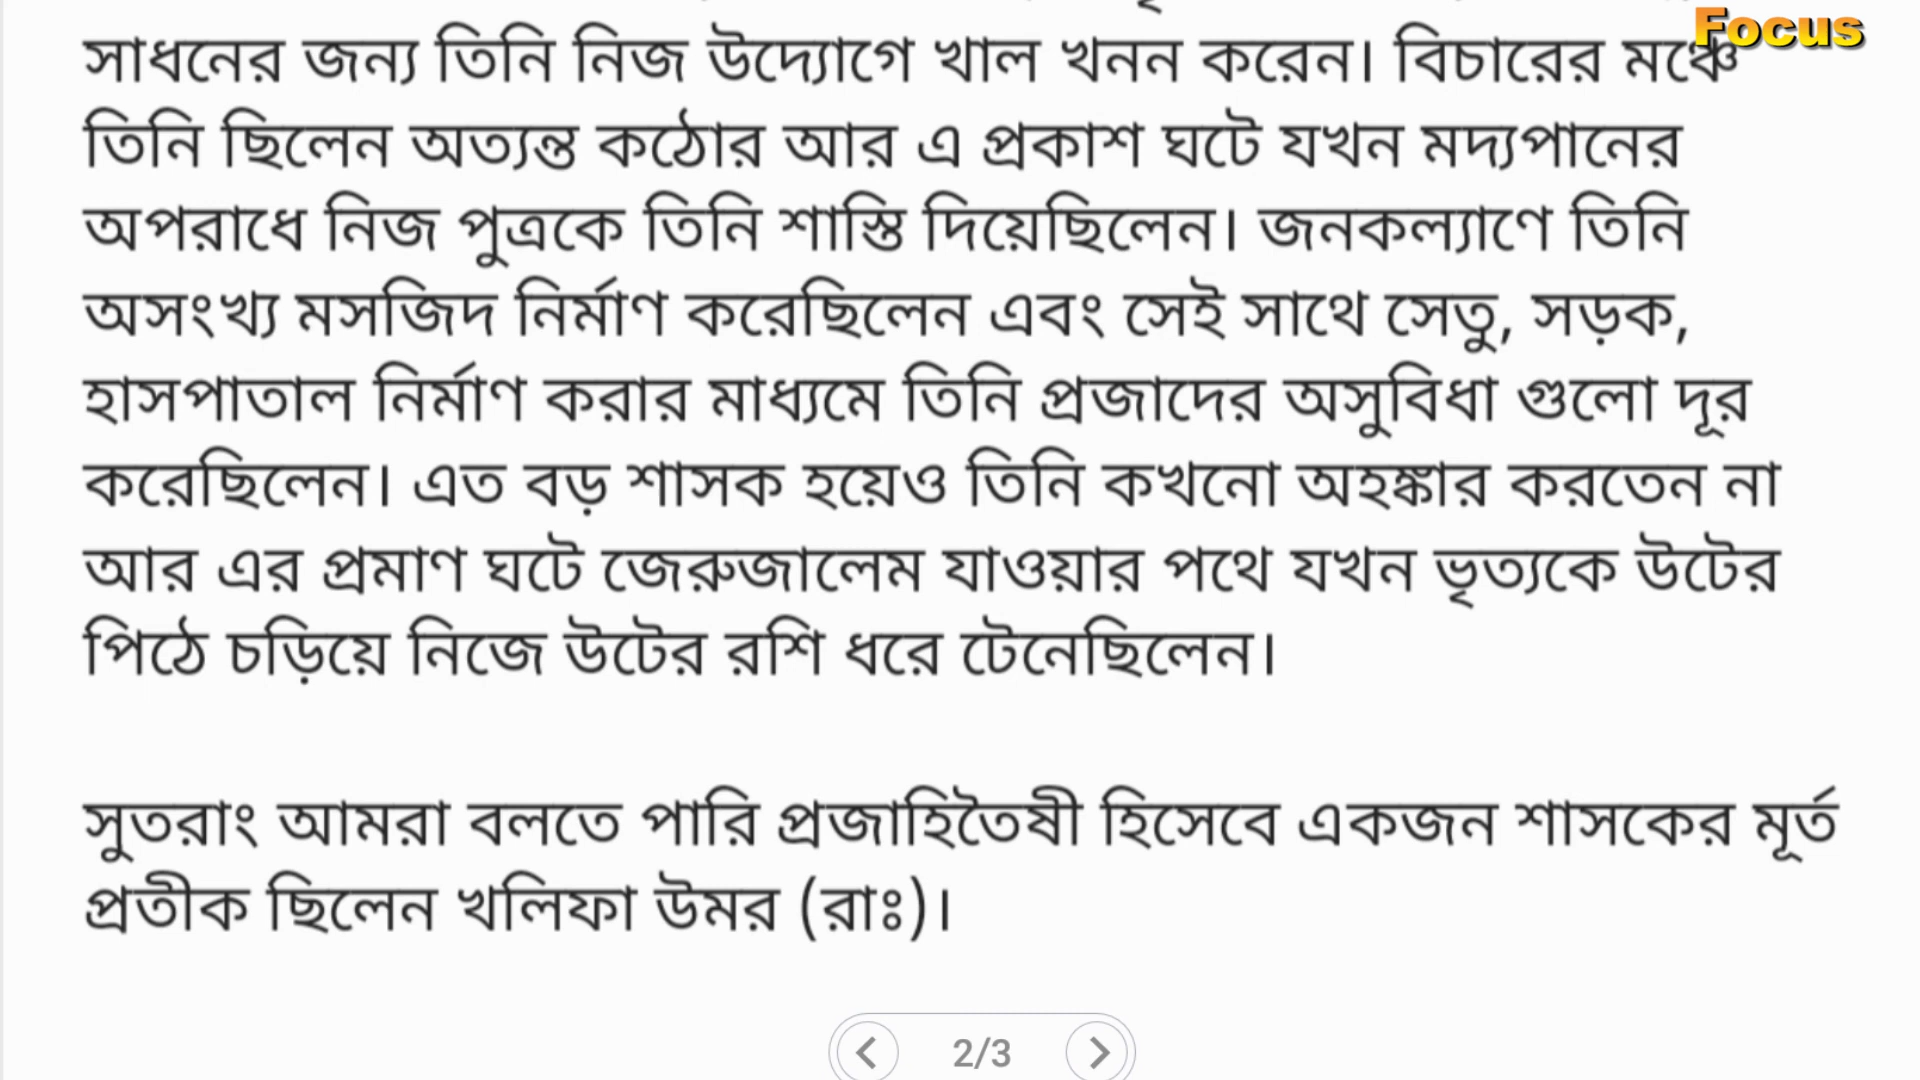 Focus
সাধনের জন্য তিনি নিজ উদ্যোগে খাল খনন করেন। বিচারের মঞ্চে
তিনি ছিলেন অত্যন্ত কঠোর আর এ প্রকাশ ঘটে যখন মদ্যপানের
অপরাধে নিজ পুত্রকে তিনি শাস্তি দিয়েছিলেন। জনকল্যাণে তিনি
অসংখ্য মসজিদ নির্মাণ করেছিলেন এবং সেই সাথে সেতু, সড়ক,
হাসপাতাল নির্মাণ করার মাধ্যমে তিনি প্রজাদের অসুবিধা গুলো দূর
করেছিলেন। এত বড় শাসক হয়েও তিনি কখনো অহঙ্কার করতেন না
আর এর প্রমাণ ঘটে জেরুজালেম যাওয়ার পথে যখন ভৃত্যকে উটের
পিঠে চড়িয়ে নিজে উটের রশি ধরে টেনেছিলেন।
সুতরাং আমরা বলতে পারি প্রজাহিতৈষী হিসেবে একজন শাসকের মূর্ত
প্রতীক ছিলেন খলিফা উমর (রাঃ)।
2/3